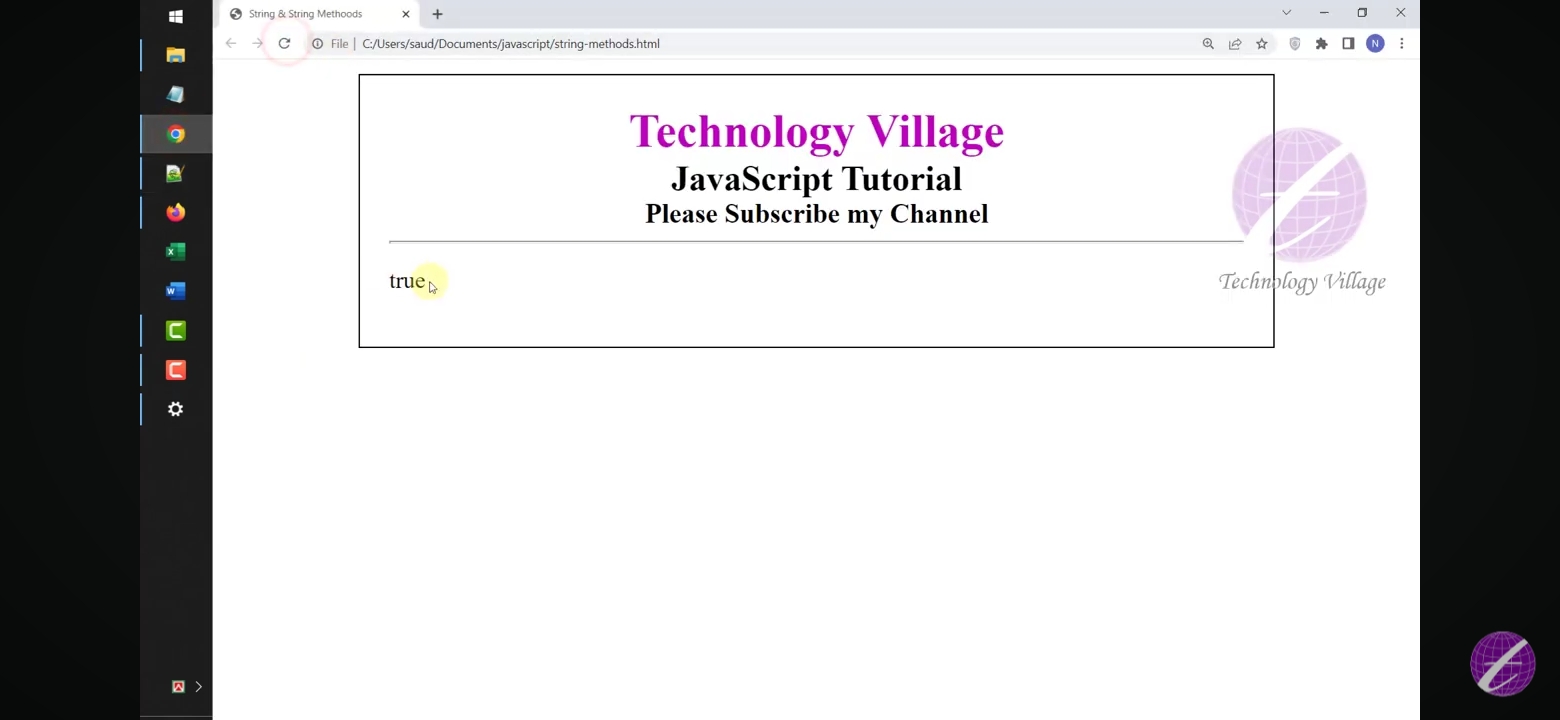 String & String Methoods
File
C:/Users/saud/Documents/javascript/string-methods.html
N
Technology Village
JavaScript Tutorial
Please Subscribe my Channel
true
Technology Village